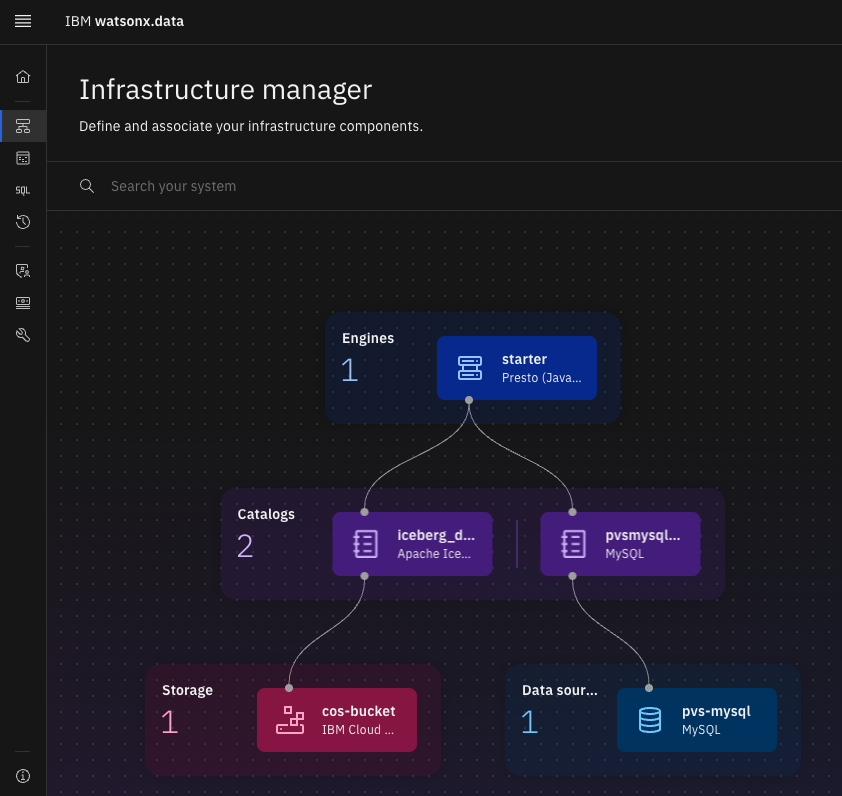 IBM watsonx.data
Infrastructure manager
Define and associate your infrastructure components.
SQL
Search your system
Engines
1
starter
Presto (Java...
Catalogs
2
iceberg_d...
Apache Ice...
pvsmysql...
MySQL
Storage
1
cos-bucket
IBM Cloud ...
Data sour...
1
pvs-mysql
MySQL